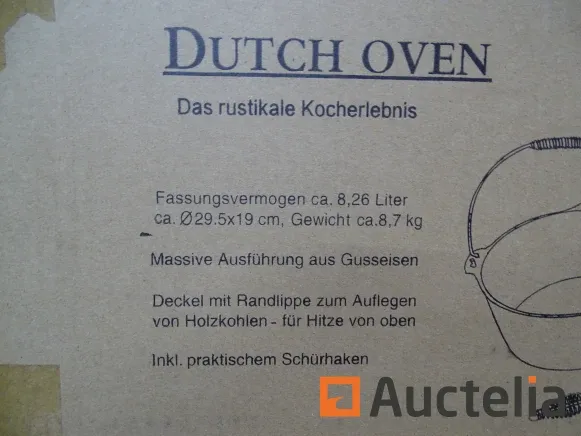 DUTCH OVEN
Das rustikale Kocherlebnis
Fassungsvermogen ca. 8,26 Liter
ca. Ø29.5x19 cm, Gewicht ca.8,7 kg
Massive Ausführung aus Gusseisen
Deckel mit Randlippe zum Auflegen
von Holzkohlen - für Hitze von oben
Inkl. praktischem Schürhaken
Auctelia